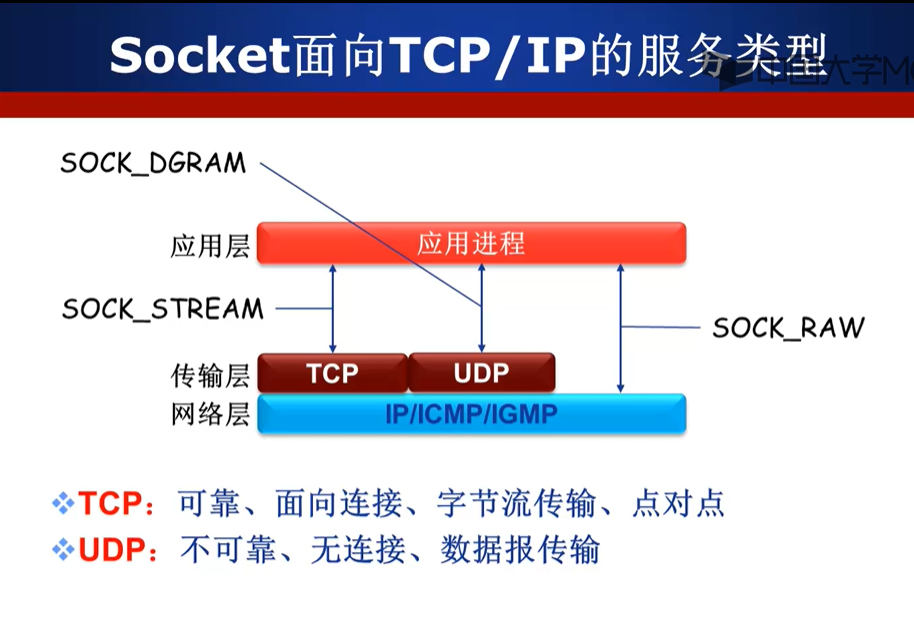 Socket面向TCP/IP的服务类型
中国大学M
SOCK_DGRAM
应用层
应用进程
SOCK_STREAM
SOCK_RAW
传输层
TCP
UDP
网络层
IP/ICMP/IGMP
TCP：可靠、面向连接、字节流传输、点对点
UDP：不可靠、无连接、数据报传输